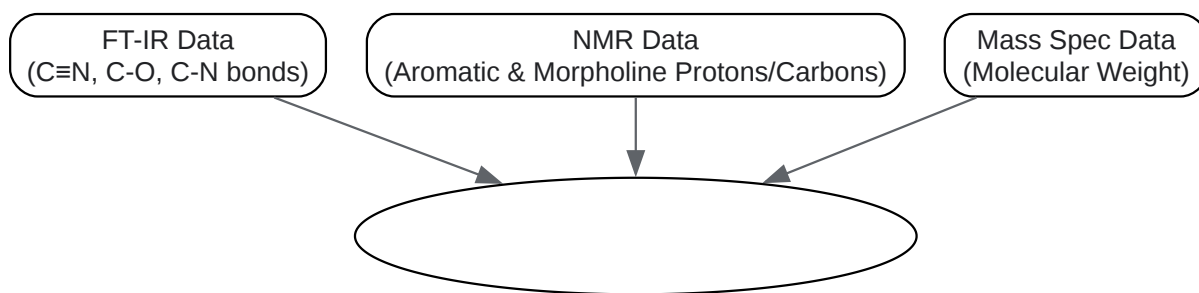 FT-IR Data
(C≡N, C-O, C-N bonds)
NMR Data
(Aromatic & Morpholine Protons/Carbons)
Mass Spec Data
(Molecular Weight)